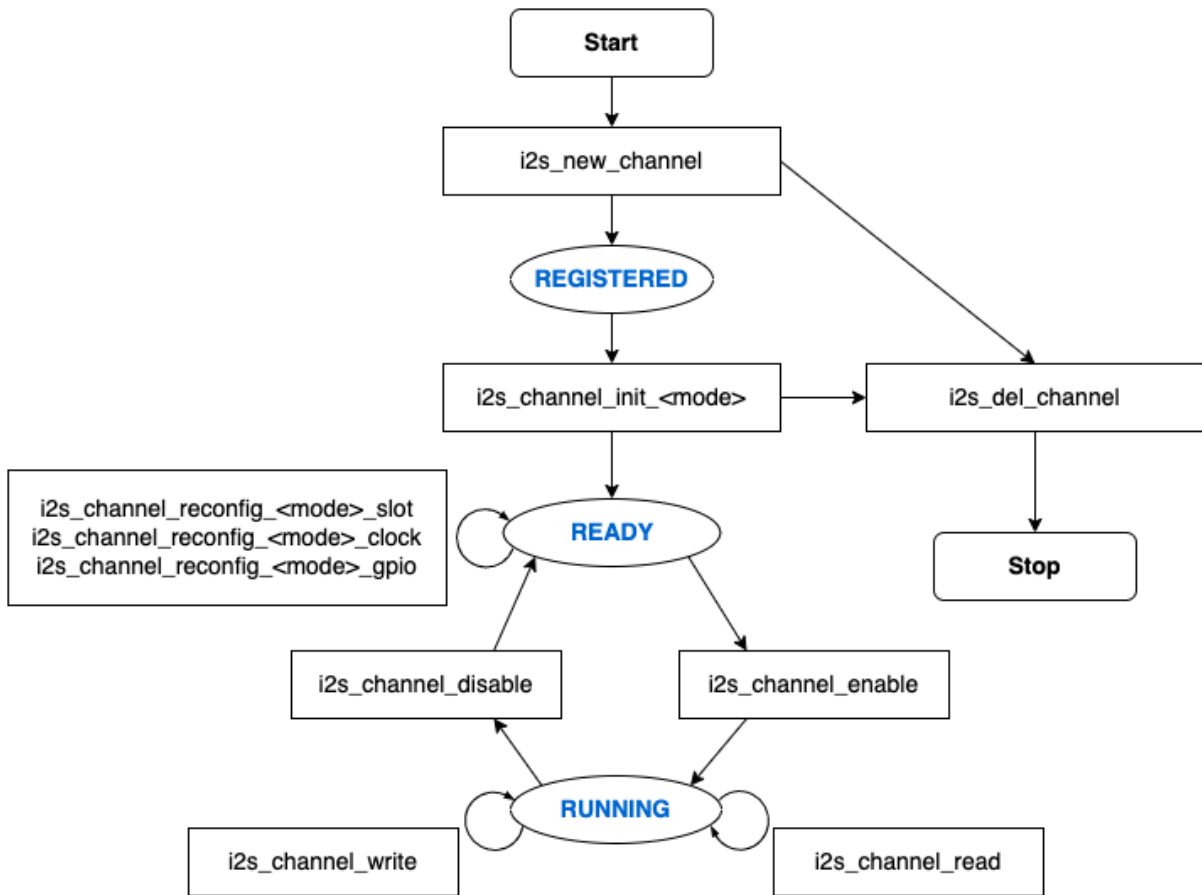 Start
i2s_new_channel
REGISTERED
i2s_channel_init_<mode>
i2s_del_channel
i2s_channel_reconfig_<mode>_slot
i2s_channel_reconfig_<mode>_clock
i2s_channel_reconfig_<mode>_gpio
READY
Stop
i2s_channel_disable
i2s_channel_enable
RUNNING
i2s_channel_write
i2s_channel_read